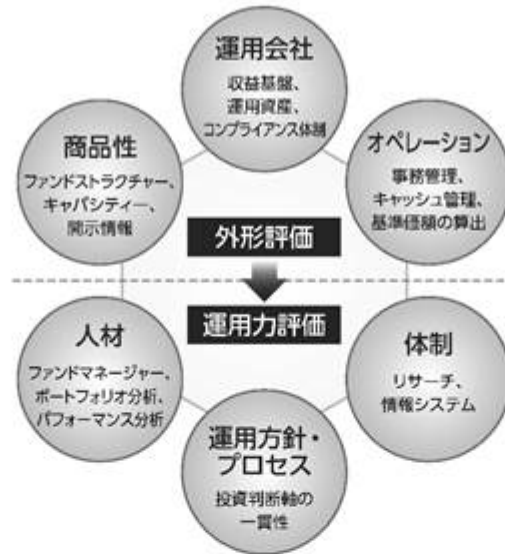 運用会社
収益基盤、
運用資産、
コンプライアンス体制
商品性
ファンドストラクチャー、
キャパシティー、
開示情報
オペレーション
事務管理、
キャッシュ管理、
基準価額の算出
外形評価
運用力評価
人材
ファンドマネージャー、
ポートフォリオ分析、
パフォーマンス分析
体制
リサーチ、
情報システム
運用方針・
プロセス
投資判断軸の
一貫性